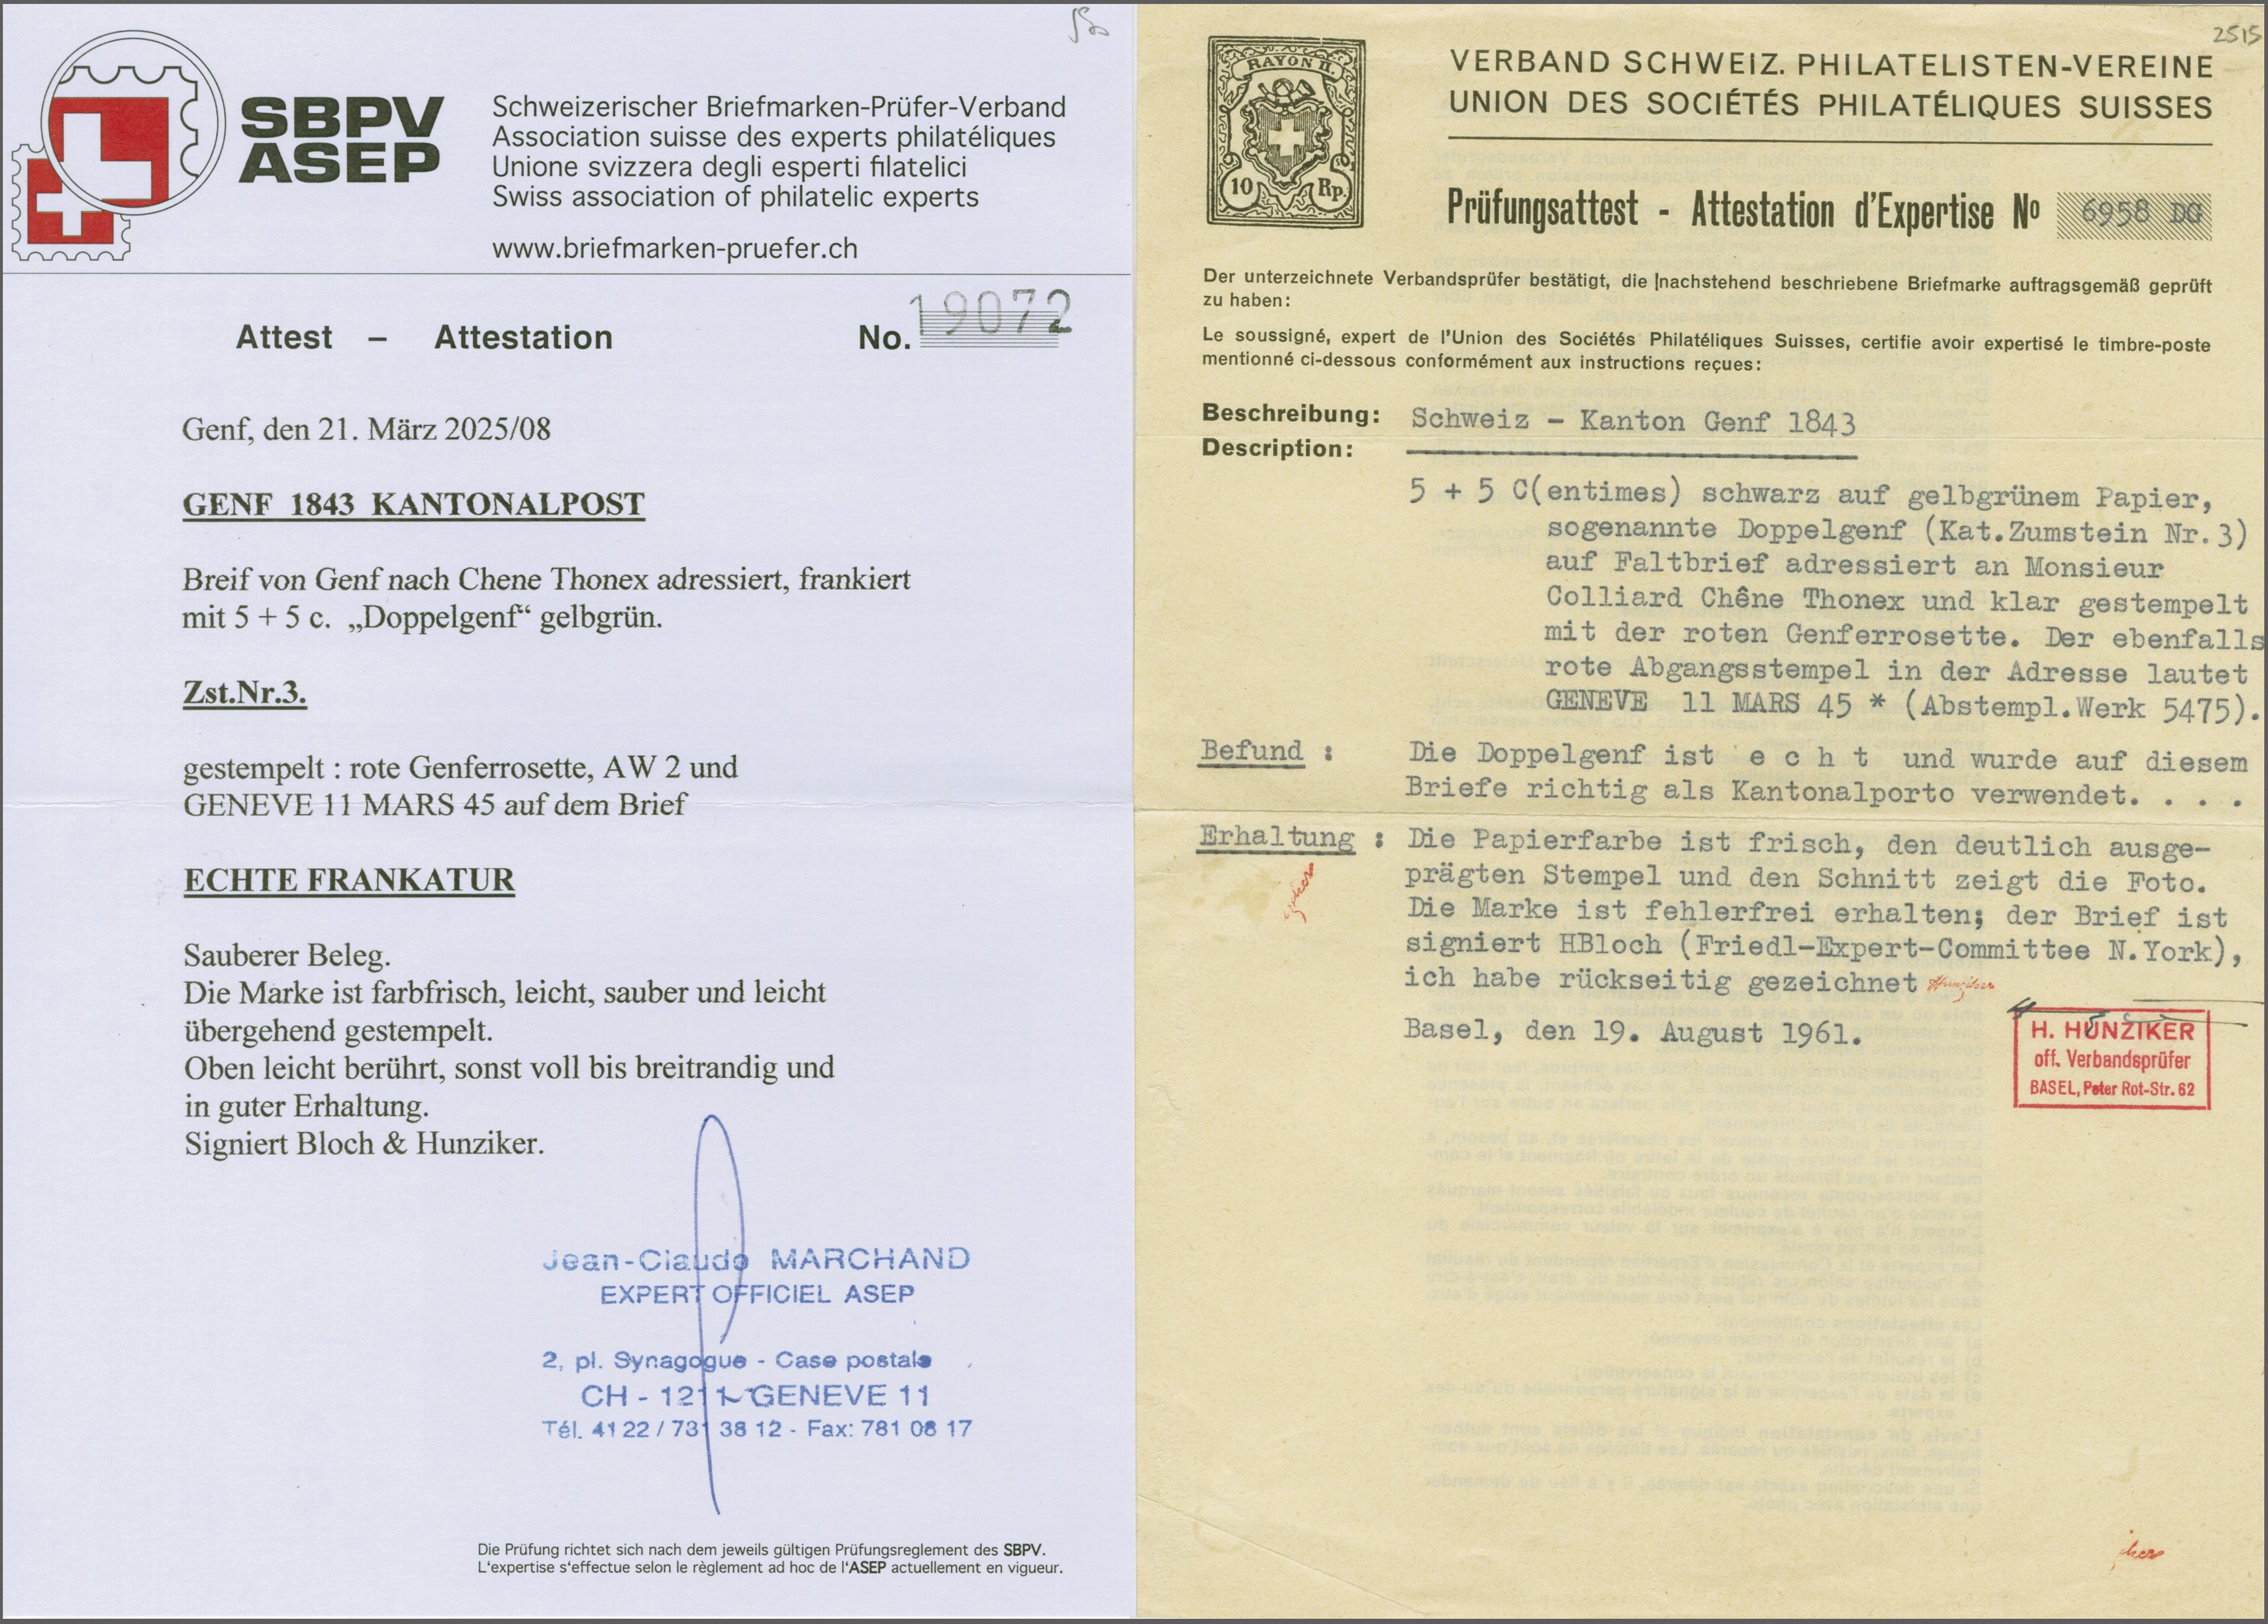 SBPV
ASEP
Schweizerischer Briefmarken-Prüfer-Verband
Association suisse des experts philatéliques
Unione svizzera degli esperti filatelici
Swiss association of philatelic experts
www.briefmarken-pruefer.ch
Attest – Attestation No. 19072
Genf, den 21. März 2025/08
GENF 1843 KANTONALPOST
Breif von Genf nach Chene Thonex adressiert, frankiert
mit 5 + 5 c. „Doppelgenf“ gelbgrün.
Zst.Nr.3.
gestempelt : rote Genferrosette, AW 2 und
GENEVE 11 MARS 45 auf dem Brief
ECHTE FRANKATUR
Sauberer Beleg.
Die Marke ist farbfrisch, leicht, sauber und leicht
übergehend gestempelt.
Oben leicht berührt, sonst voll bis breitrandig und
in guter Erhaltung.
Signiert Bloch & Hunziker.
Jean-Claude MARCHAND
EXPERT OFFICIEL ASEP
2, pl. Synagogue - Case postale
CH - 1211 GENEVE 11
Tél. 41 22 / 731 38 12 - Fax: 781 08 17
Die Prüfung richtet sich nach dem jeweils gültigen Prüfungsreglement des SBPV.
L‘expertise s‘effectue selon le règlement ad hoc de l‘ASEP actuellement en vigueur.
2515
RAYON II.
10 Rp.
VERBAND SCHWEIZ. PHILATELISTEN-VEREINE
UNION DES SOCIÉTÉS PHILATÉLIQUES SUISSES
Prüfungsattest - Attestation d'Expertise No 6958 DG
Der unterzeichnete Verbandsprüfer bestätigt, die nachstehend beschriebene Briefmarke auftragsgemäß geprüft
zu haben:
Le soussigné, expert de l'Union des Sociétés Philatéliques Suisses, certifie avoir expertisé le timbre-poste
mentionné ci-dessous conformément aux instructions reçues:
Beschreibung: Schweiz - Kanton Genf 1843
Description:
5 + 5 C(entimes) schwarz auf gelbgrünem Papier,
sogenannte Doppelgenf (Kat.Zumstein Nr.3)
auf Faltbrief adressiert an Monsieur
Colliard Chêne Thonex und klar gestempelt
mit der roten Genferrosette. Der ebenfalls
rote Abgangsstempel in der Adresse lautet
GENEVE 11 MARS 45 * (Abstempl.Werk 5475).
Befund : Die Doppelgenf ist e c h t und wurde auf diesem
Briefe richtig als Kantonalporto verwendet. . . .
Erhaltung : Die Papierfarbe ist frisch, den deutlich ausge-
prägten Stempel und den Schnitt zeigt die Foto.
Die Marke ist fehlerfrei erhalten; der Brief ist
signiert HBloch (Friedl-Expert-Committee N.York),
ich habe rückseitig gezeichnet Hunziker
Basel, den 19. August 1961.
H. HUNZIKER
off. Verbandsprüfer
BASEL, Peter Rot-Str. 62